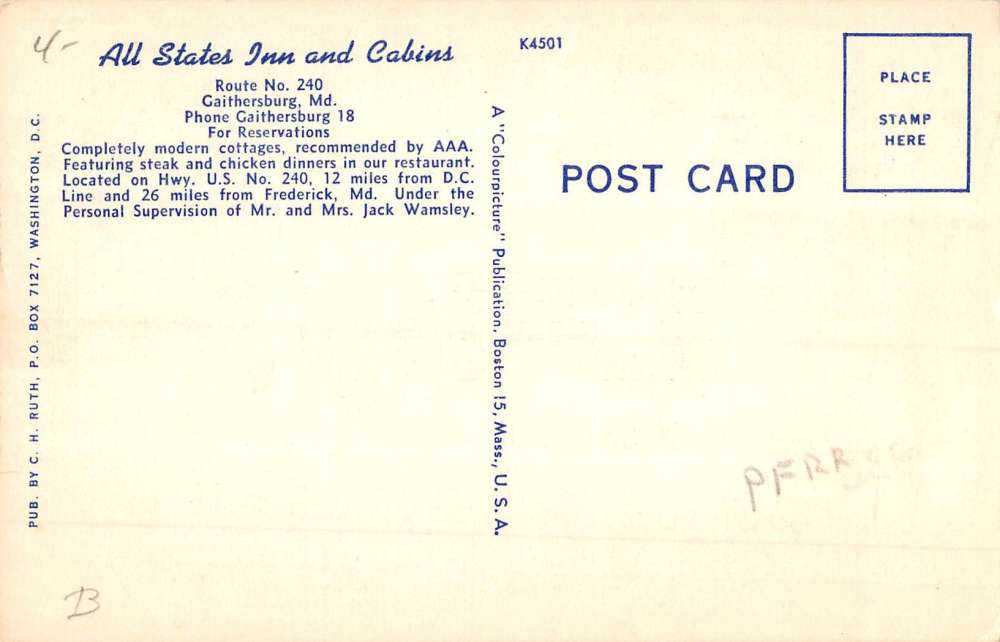 4-
All States Inn and Cabins
Route No. 240
Gaithersburg, Md.
Phone Gaithersburg 18
For Reservations
Completely modern cottages, recommended by AAA.
Featuring steak and chicken dinners in our restaurant.
Located on Hwy. U.S. No. 240, 12 miles from D.C.
Line and 26 miles from Frederick, Md. Under the
Personal Supervision of Mr. and Mrs. Jack Wamsley.
PUB. BY C. H. RUTH, P.O. BOX 7127, WASHINGTON, D.C.
A "Colourpicture" Publication, Boston 15, Mass., U. S. A.
K4501
POST CARD
PLACE
STAMP
HERE
PFRR
B